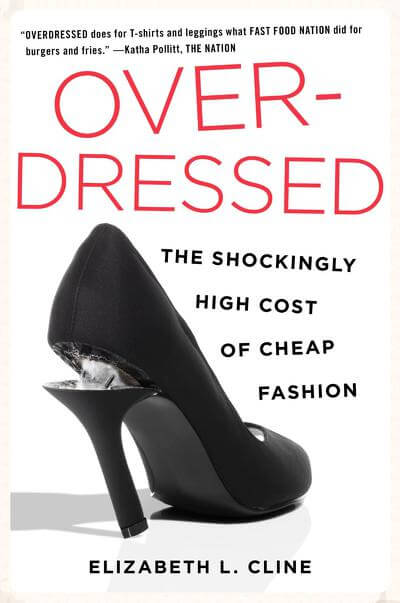 “OVERDRESSED does for T-shirts and leggings what FAST FOOD NATION did for
burgers and fries.” —Katha Pollitt, THE NATION
OVER-
DRESSED
THE SHOCKINGLY
HIGH COST
OF CHEAP
FASHION
ELIZABETH L. CLINE